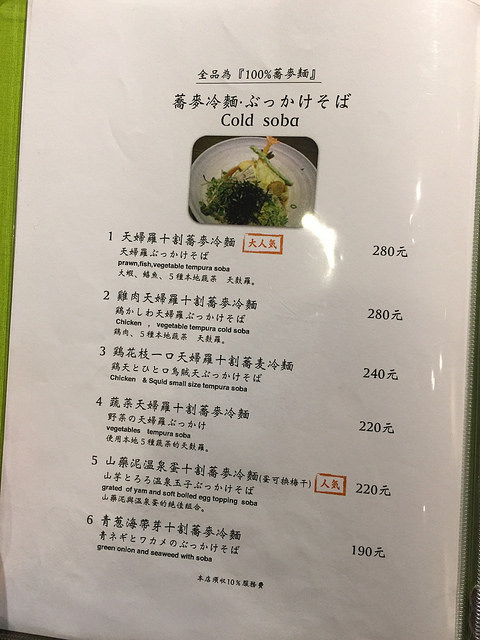 全品為『100%蕎麥麵』
蕎麥冷麵·ぶっかけそば
Cold soba
1 天婦羅十割蕎麥冷麵 大人気 280元
天婦羅ぶっかけそば
prawn,fish,vegetable tempura soba
大蝦、鱚魚、5種本地蔬菜 天麩羅。
2 雞肉天婦羅十割蕎麥冷麵 280元
鶏かしわ天婦羅ぶっかけそば
Chicken , vegetable tempura cold soba
鶏肉、5種本地蔬菜 天麩羅。
3 鶏花枝一口天婦羅十割蕎麦冷麵 240元
鶏天とひと口烏賊天ぶっかけそば
Chicken & Squid small size tempura soba
4 蔬菜天婦羅十割蕎麥冷麵 220元
野菜の天婦羅ぶっかけ
vegetables tempura soba
使用本地5種蔬菜的天麩羅。
5 山藥泥温泉蛋十割蕎麥冷麵(蛋可換梅干) 人気 220元
山芋とろろ温泉玉子ぶっかけそば
grated of yam and soft boiled egg topping soba
山藥泥與温泉蛋的絶佳組合。
6 青葱海帶芽十割蕎麥冷麵 190元
青ネギとワカメのぶっかけそば
green onion and seaweed with soba
本店須收10%服務費